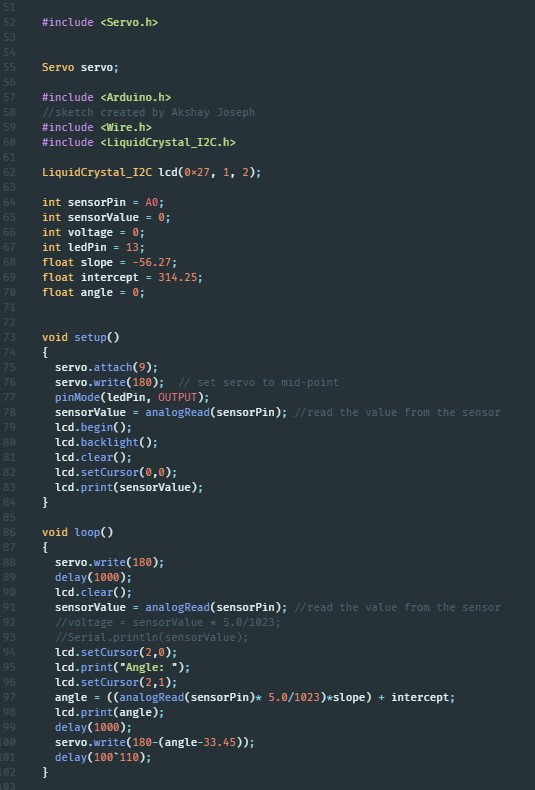 51
52 #include <Servo.h>
53
54
55 Servo servo;
56
57 #include <Arduino.h>
58 //sketch created by Akshay Joseph
59 #include <Wire.h>
60 #include <LiquidCrystal_I2C.h>
61
62 LiquidCrystal_I2C lcd(0×27, 1, 2);
63
64 int sensorPin = A0;
65 int sensorValue = 0;
66 int voltage = 0;
67 int ledPin = 13;
68 float slope = -56.27;
69 float intercept = 314.25;
70 float angle = 0;
71
72
73 void setup()
74 {
75 servo.attach(9);
76 servo.write(180); // set servo to mid-point
77 pinMode(ledPin, OUTPUT);
78 sensorValue = analogRead(sensorPin); //read the value from the sensor
79 lcd.begin();
80 lcd.backlight();
81 lcd.clear();
82 lcd.setCursor(0,0);
83 lcd.print(sensorValue);
84 }
85
86 void loop()
87 {
88 servo.write(180);
89 delay(1000);
90 lcd.clear();
91 sensorValue = analogRead(sensorPin); //read the value from the sensor
92 //voltage = sensorValue * 5.0/1023;
93 //Serial.println(sensorValue);
94 lcd.setCursor(2,0);
95 lcd.print("Angle: ");
96 lcd.setCursor(2,1);
97 angle = ((analogRead(sensorPin)* 5.0/1023)*slope) + intercept;
98 lcd.print(angle);
99 delay(1000);
100 servo.write(180-(angle-33.45));
101 delay(100`110);
102 }
103